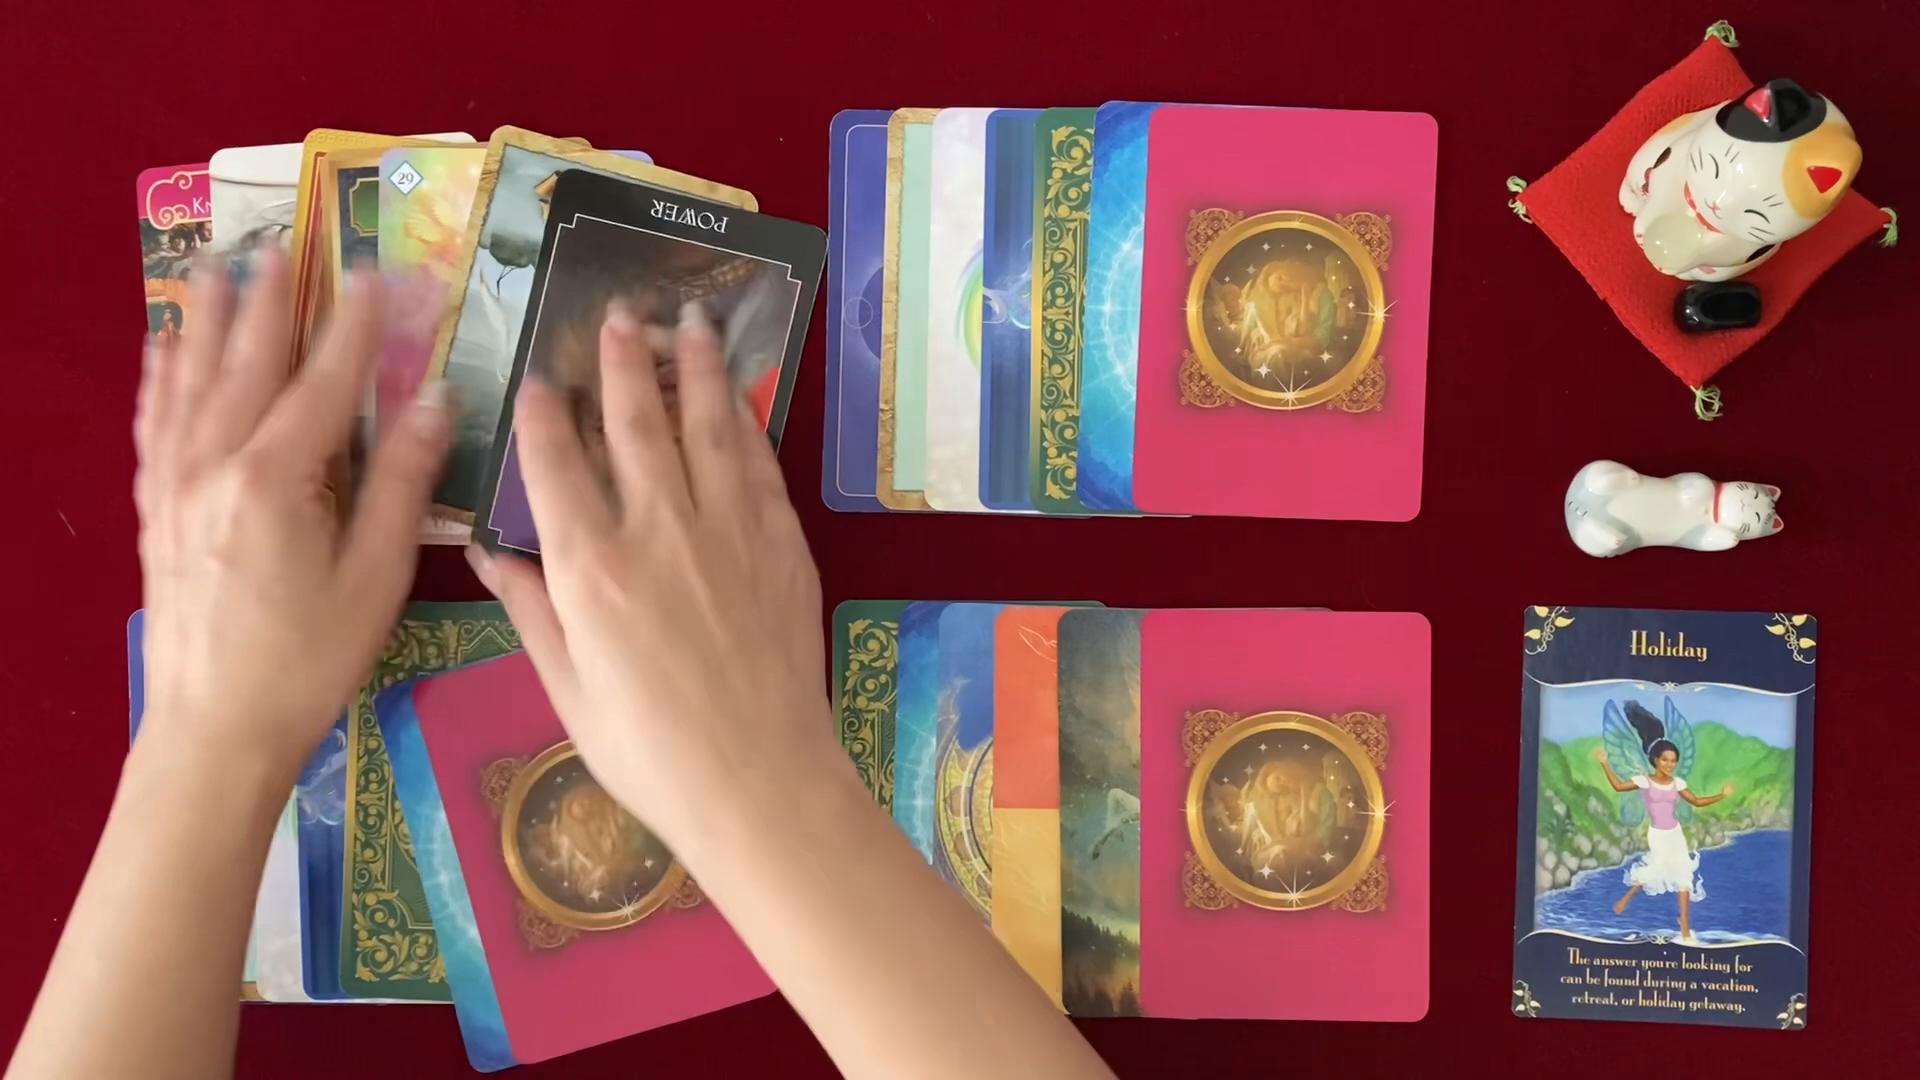 29
POWER
Holiday
The answer you're looking for
can be found during a vacation,
retreat, or holiday getaway.